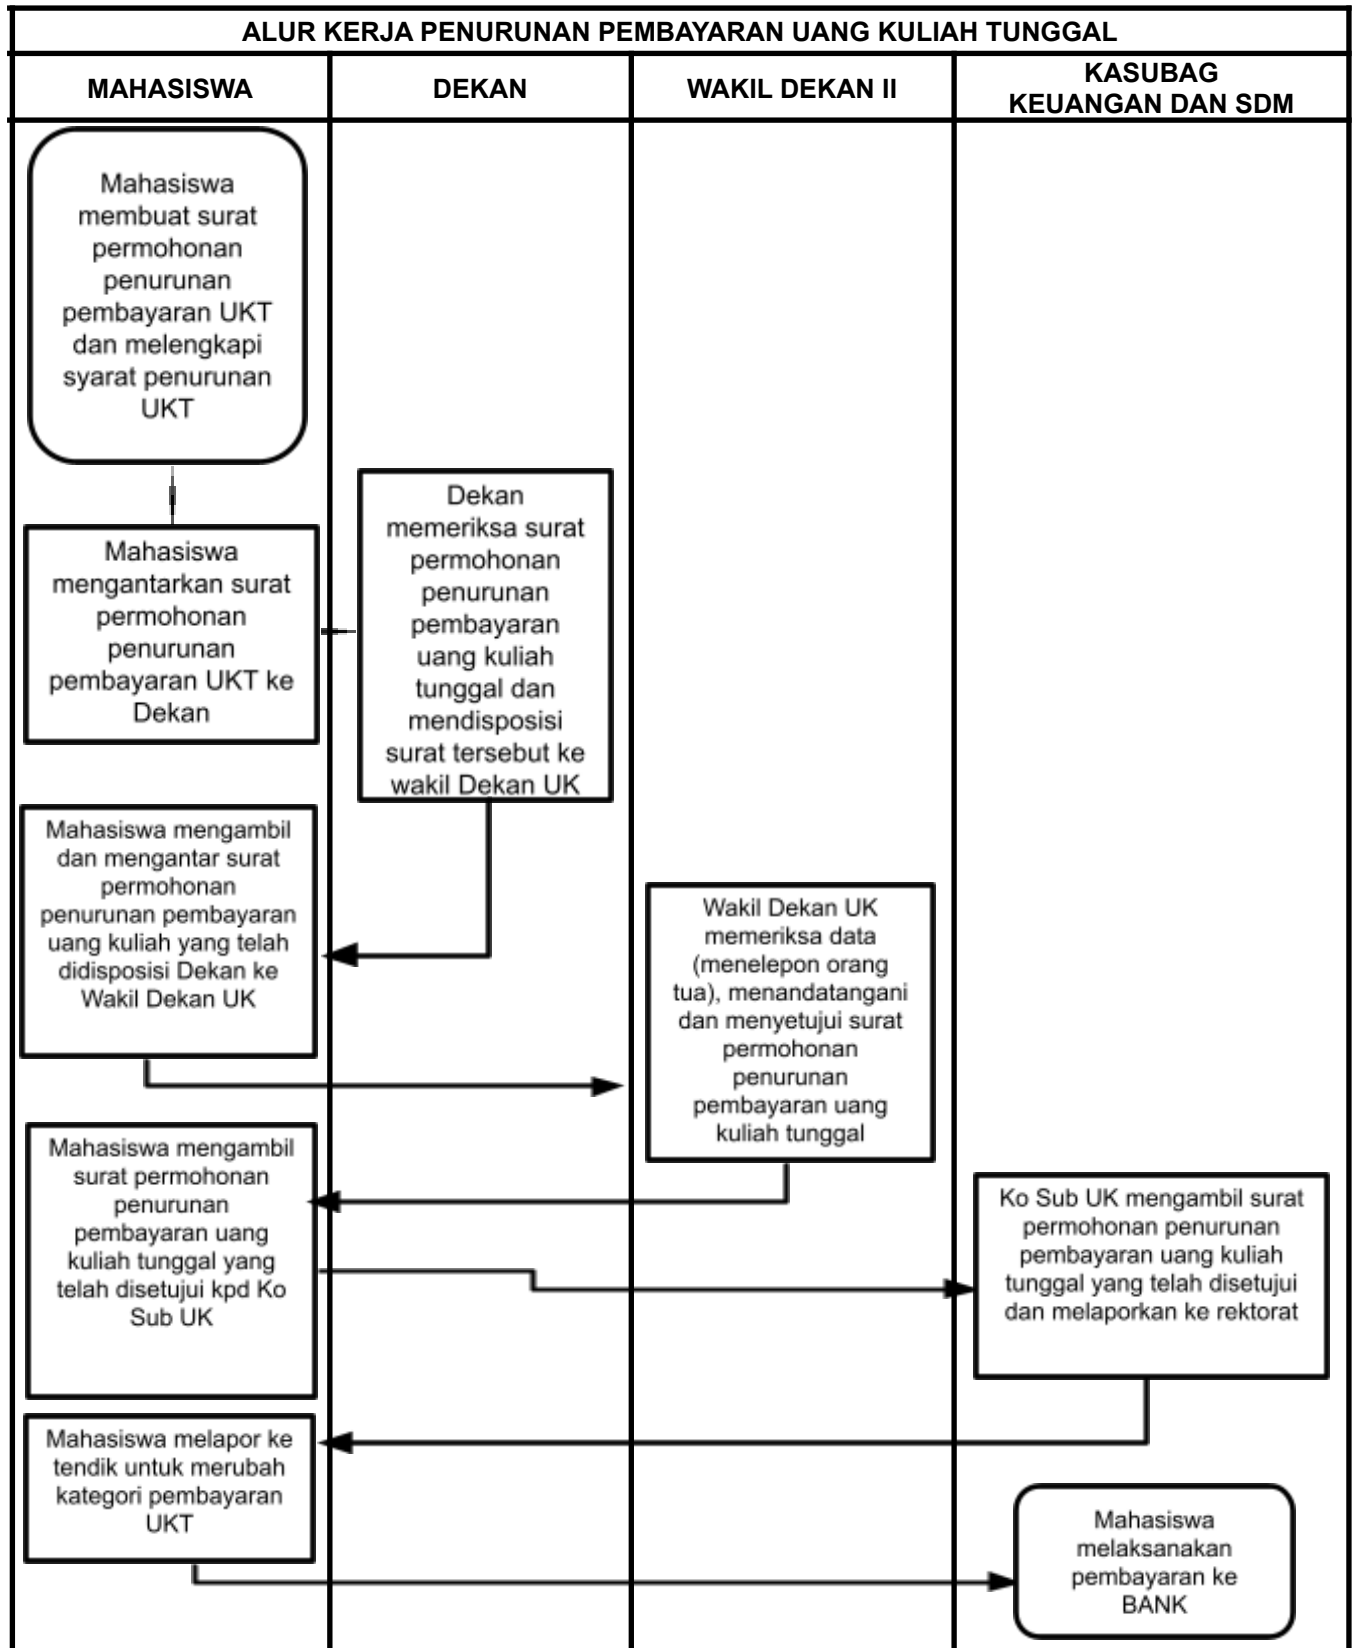 ALUR KERJA PENURUNAN PEMBAYARAN UANG KULIAH TUNGGAL
MAHASISWA
DEKAN
WAKIL DEKAN II
KASUBAG
KEUANGAN DAN SDM
Mahasiswa
membuat surat
permohonan
penurunan
pembayaran UKT
dan melengkapi
syarat penurunan
UKT
Mahasiswa
mengantarkan surat
permohonan
penurunan
pembayaran UKT ke
Dekan
Dekan
memeriksa surat
permohonan
penurunan
pembayaran
uang kuliah
tunggal dan
mendisposisi
surat tersebut ke
wakil Dekan UK
Mahasiswa mengambil
dan mengantar surat
permohonan
penurunan pembayaran
uang kuliah yang telah
didisposisi Dekan ke
Wakil Dekan UK
Wakil Dekan UK
memeriksa data
(menelepon orang
tua), menandatangani
dan menyetujui surat
permohonan
penurunan
pembayaran uang
kuliah tunggal
Mahasiswa mengambil
surat permohonan
penurunan
pembayaran uang
kuliah tunggal yang
telah disetujui kpd Ko
Sub UK
Ko Sub UK mengambil surat
permohonan penurunan
pembayaran uang kuliah
tunggal yang telah disetujui
dan melaporkan ke rektorat
Mahasiswa melapor ke
tendik untuk merubah
kategori pembayaran
UKT
Mahasiswa
melaksanakan
pembayaran ke
BANK